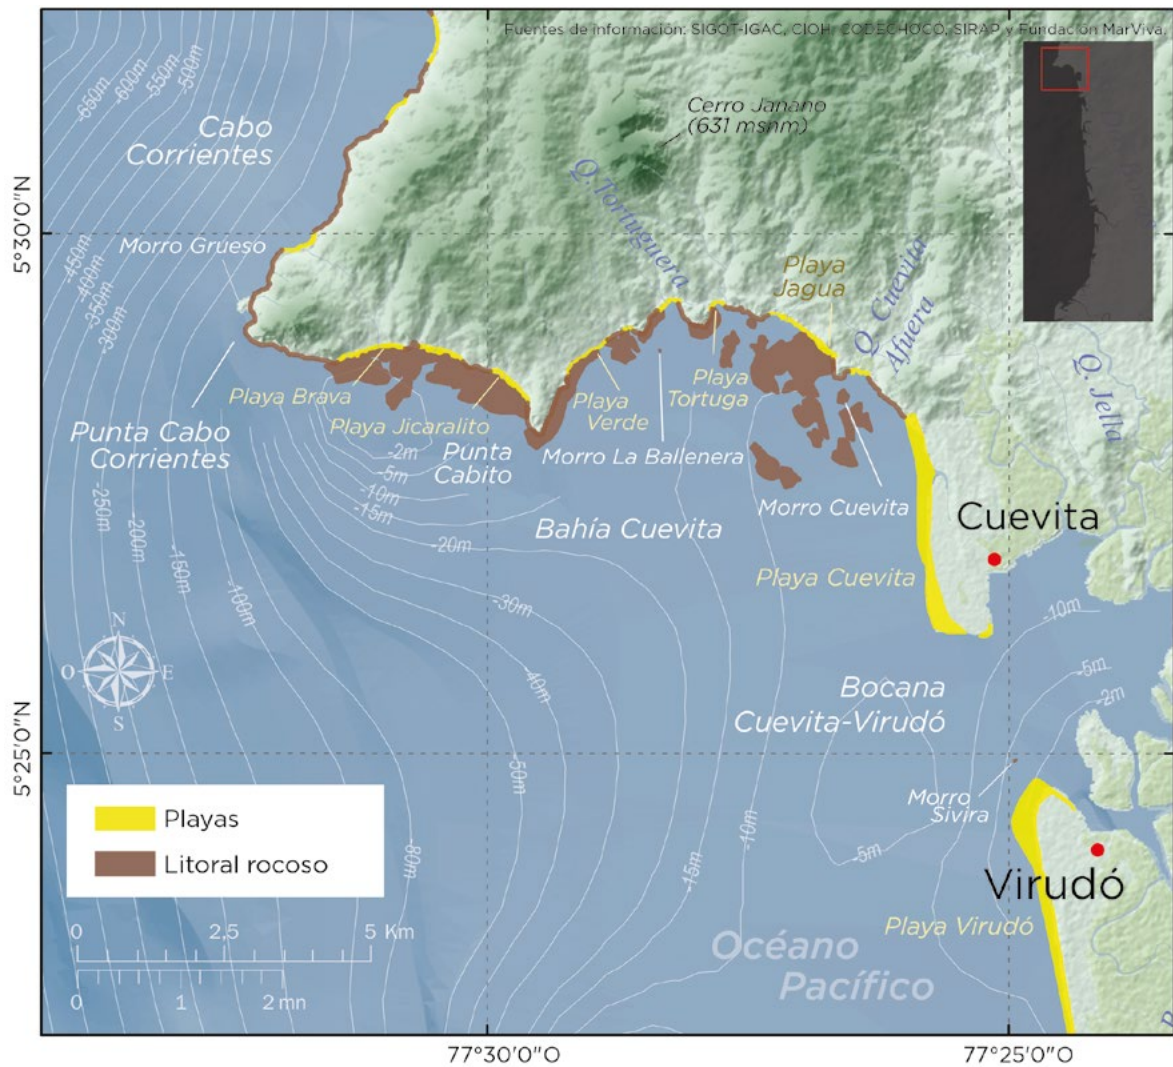 Fuentes de información: SIGOT-IGAC, CIOH, CODECHOCO, SIRAP y Fundación MarViva.
-650m
-600m
-550m
-500m
Cabo
Corrientes
Cerro Janano
(631 msnm)
Q. Tortuguera
5°30'0"N
Morro Grueso
-450m
-400m
-350m
-300m
Playa
Jagua
Q. Cuevita
Afuera
Q. Jella
Playa Brava
Playa Jicaralito
Playa
Verde
Playa
Tortuga
Punta Cabo
Corrientes
Punta
Cabito
Morro La Ballenera
Morro Cuevita
-2m
-5m
-10m
-15m
-20m
-250m
-200m
-150m
-100m
Bahía Cuevita
Cuevita
Playa Cuevita
-30m
-10m
N
O
E
S
-40m
-5m
-2m
Bocana
Cuevita-Virudó
5°25'0"N
-50m
-80m
-15m
-10m
-5m
Morro
Sivira
Playas
Litoral rocoso
Virudó
Playa Virudó
0
2,5
5 Km
0
1
2 mn
Océano
Pacífico
77°30'0"O
77°25'0"O